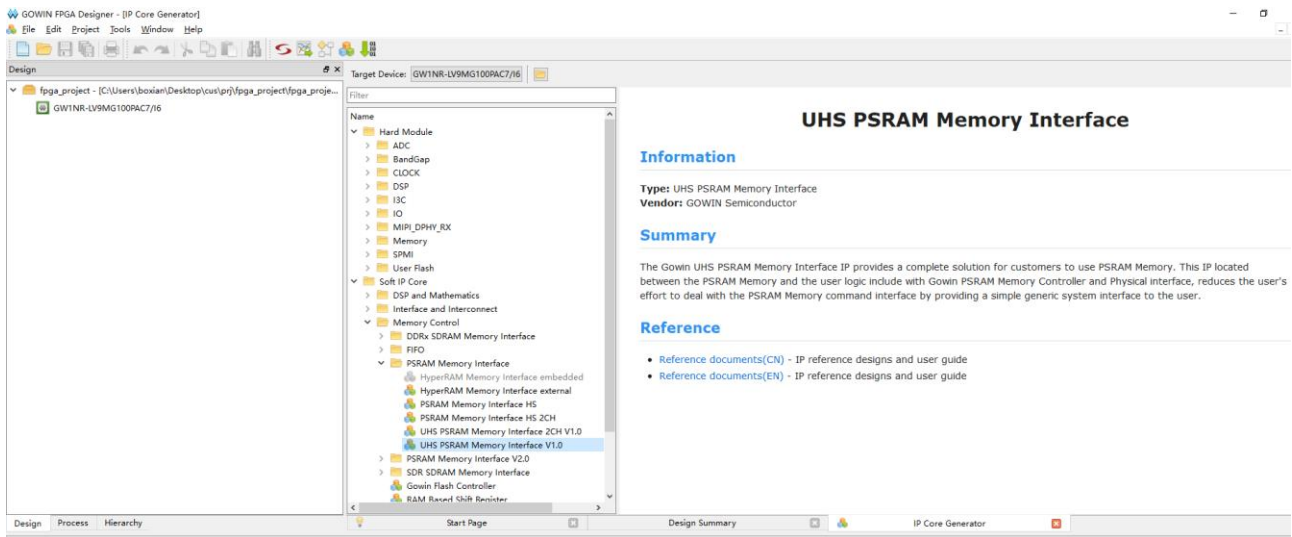 GOWIN FPGA Designer - [IP Core Generator]
File Edit Project Tools Window Help
Design
fpga_project - [C:\Users\boxian\Desktop\cus\prj\fpga_project\fpga_proje...
GW1NR-LV9MG100PAC7/I6
Target Device: GW1NR-LV9MG100PAC7/I6
Filter
Name
Hard Module
ADC
BandGap
CLOCK
DSP
I3C
IO
MIPI_DPHY_RX
Memory
SPMI
User Flash
Soft IP Core
DSP and Mathematics
Interface and Interconnect
Memory Control
DDRx SDRAM Memory Interface
FIFO
PSRAM Memory Interface
HyperRAM Memory Interface embedded
HyperRAM Memory Interface external
PSRAM Memory Interface HS
PSRAM Memory Interface HS 2CH
UHS PSRAM Memory Interface 2CH V1.0
UHS PSRAM Memory Interface V1.0
PSRAM Memory Interface V2.0
SDR SDRAM Memory Interface
Gowin Flash Controller
RAM Based Shift Register
UHS PSRAM Memory Interface
Information
Type: UHS PSRAM Memory Interface
Vendor: GOWIN Semiconductor
Summary
The Gowin UHS PSRAM Memory Interface IP provides a complete solution for customers to use PSRAM Memory. This IP located
between the PSRAM Memory and the user logic include with Gowin PSRAM Memory Controller and Physical interface, reduces the user's
effort to deal with the PSRAM Memory command interface by providing a simple generic system interface to the user.
Reference
• Reference documents(CN) - IP reference designs and user guide
• Reference documents(EN) - IP reference designs and user guide
Design Process Hierarchy
Start Page Design Summary IP Core Generator